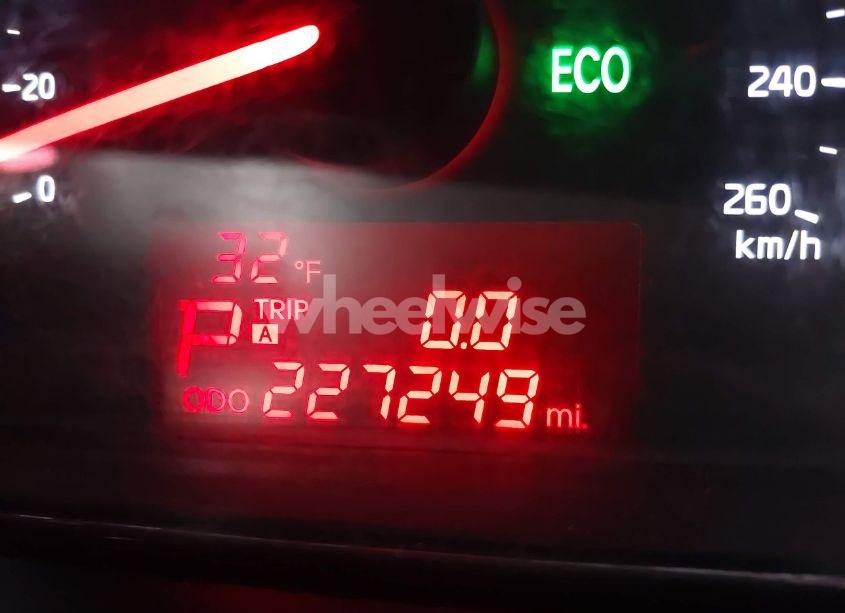 20
0
ECO
240
260
km/h
32 °F
P TRIP A 0.0
ODO 227249 mi.
wheelwise